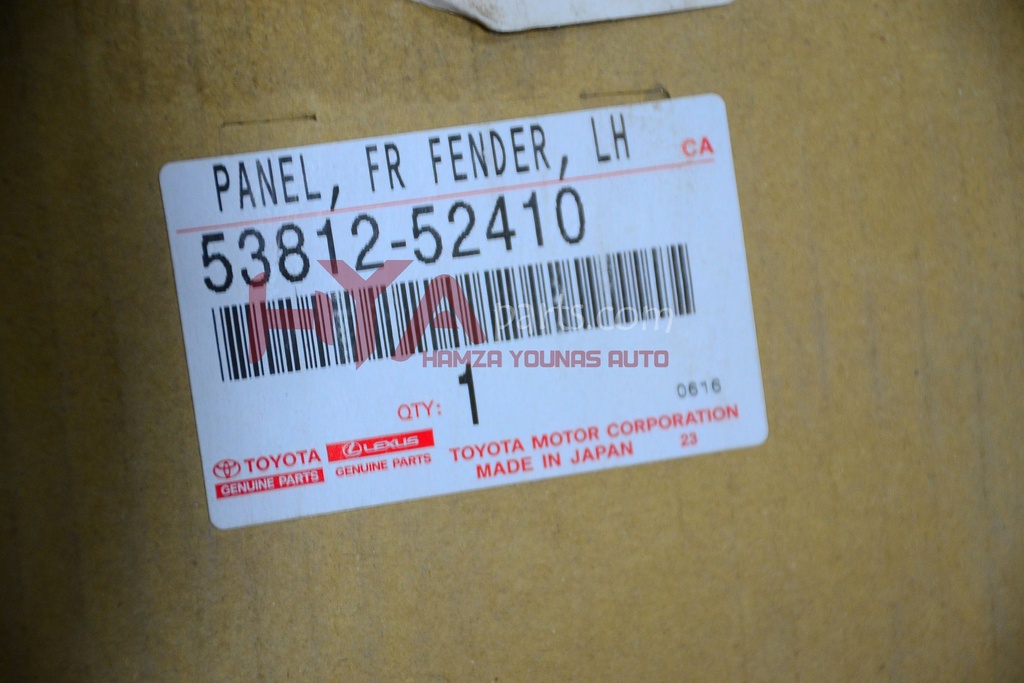 PANEL, FR FENDER, LH
CA
53812-52410
HYA parts.com
HAMZA YOUNAS AUTO
QTY: 1
0616
TOYOTA
GENUINE PARTS
LEXUS
GENUINE PARTS
TOYOTA MOTOR CORPORATION
MADE IN JAPAN 23